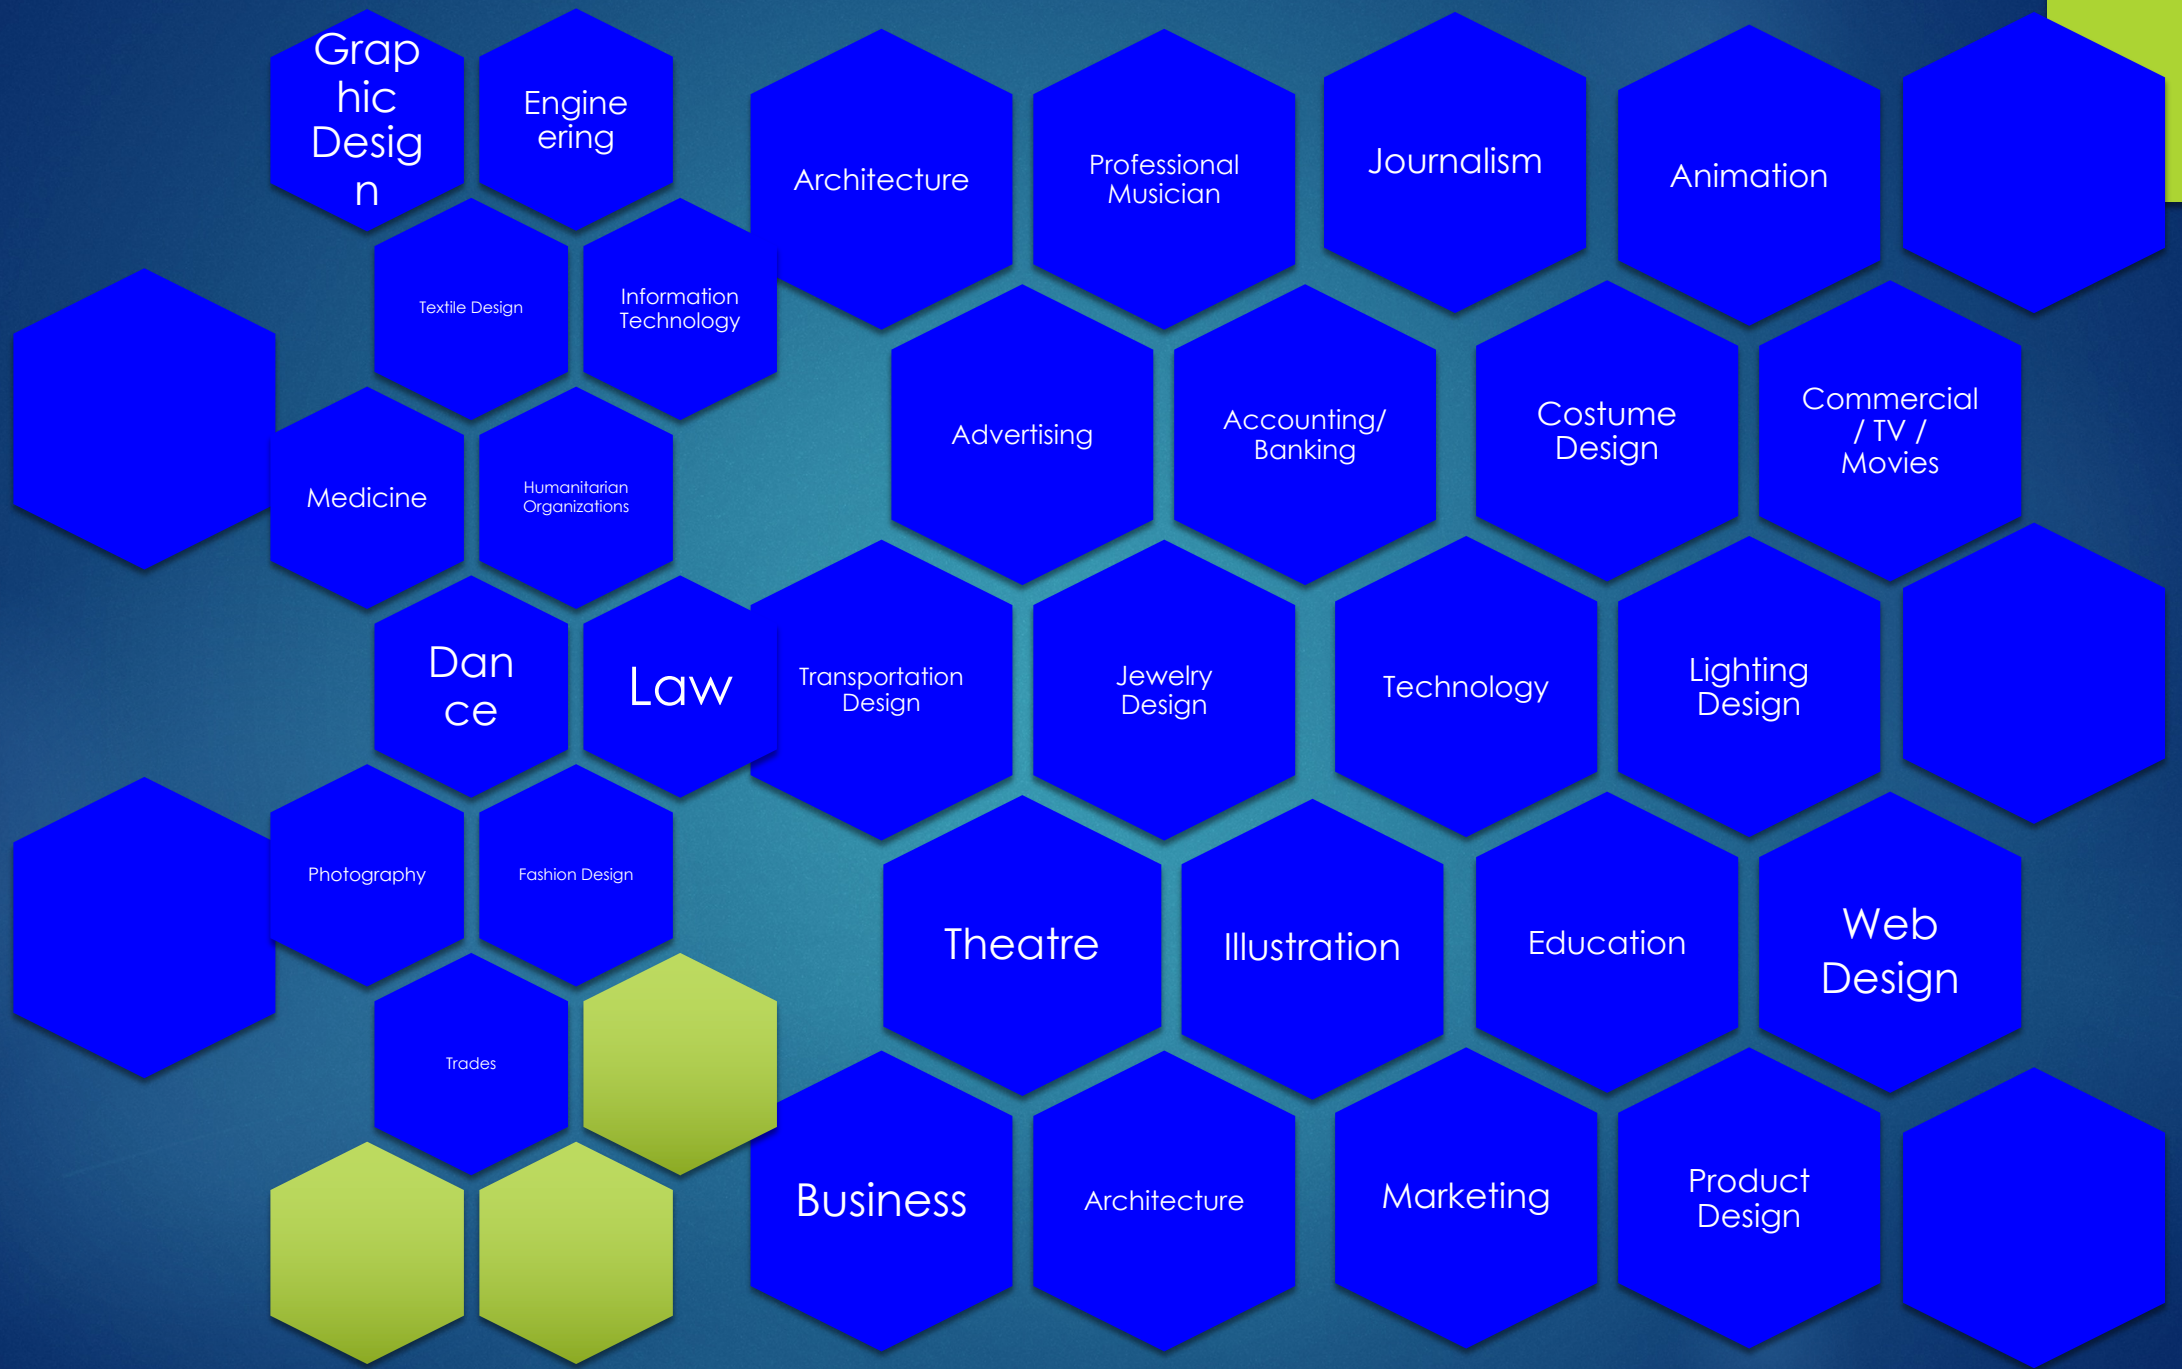 Grap
hic
Desig
n
Engine
ering
Architecture
Professional
Musician
Journalism
Animation
Textile Design
Information
Technology
Advertising
Accounting/
Banking
Costume
Design
Commercial
/ TV /
Movies
Medicine
Humanitarian
Organizations
Dan
ce
Law
Transportation
Design
Jewelry
Design
Technology
Lighting
Design
Photography
Fashion Design
Theatre
Illustration
Education
Web
Design
Trades
Business
Architecture
Marketing
Product
Design